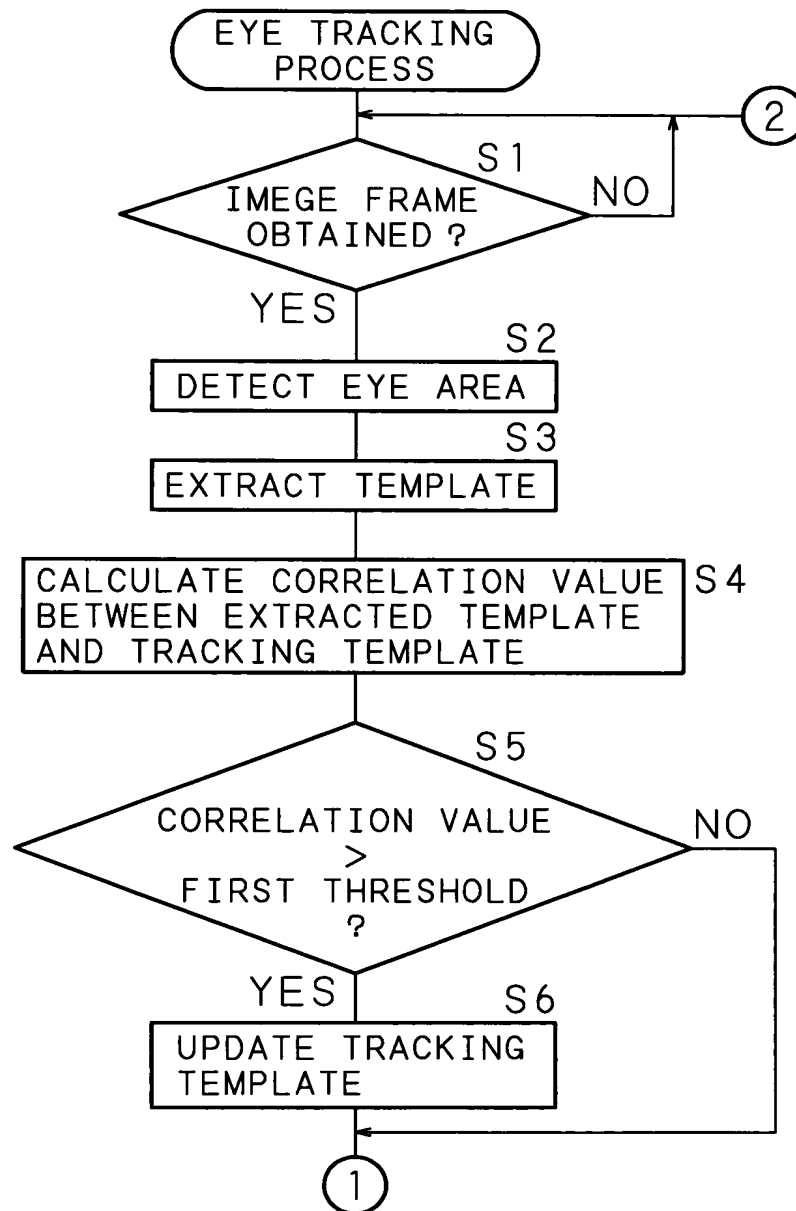 EYE TRACKING
PROCESS
2
S1
IMEGE FRAME
OBTAINED ?
NO
YES
S2
DETECT EYE AREA
S3
EXTRACT TEMPLATE
CALCULATE CORRELATION VALUE
BETWEEN EXTRACTED TEMPLATE
AND TRACKING TEMPLATE
S4
S5
CORRELATION VALUE
>
FIRST THRESHOLD
?
NO
YES
S6
UPDATE TRACKING
TEMPLATE
1